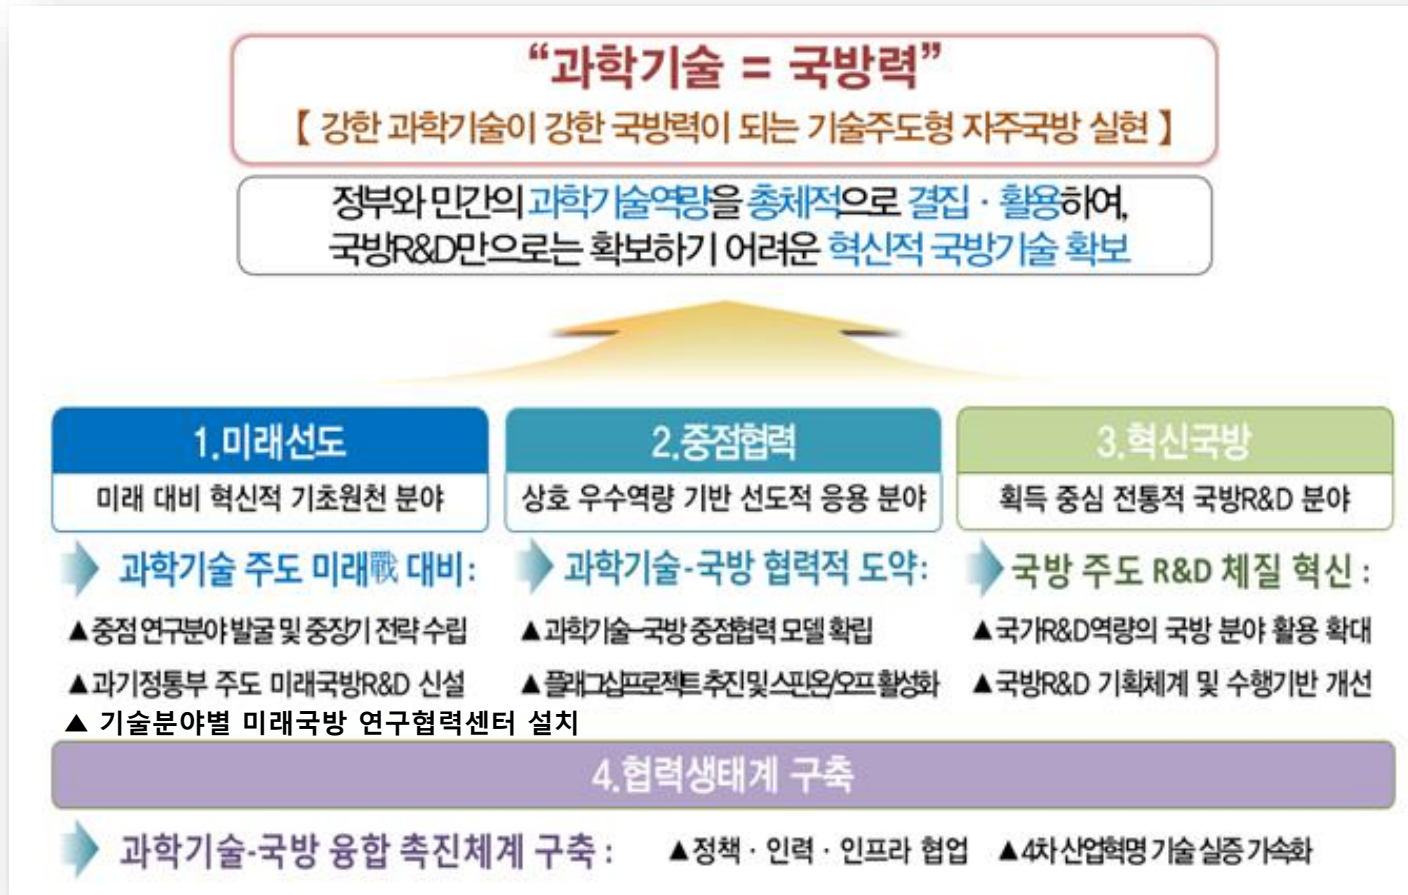 “과학기술 = 국방력”
【 강한 과학기술이 강한 국방력이 되는 기술주도형 자주국방 실현 】
정부와 민간의 과학기술역량을 총체적으로 결집 · 활용하여,
국방R&D만으로는 확보하기 어려운 혁신적 국방기술 확보
1.미래선도
미래 대비 혁신적 기초원천 분야
과학기술 주도 미래戰 대비 :
▲중점 연구분야 발굴 및 중장기 전략 수립
▲과기정통부 주도 미래국방R&D 신설
▲ 기술분야별 미래국방 연구협력센터 설치
2.중점협력
상호 우수역량 기반 선도적 응용 분야
과학기술-국방 협력적 도약 :
▲과학기술–국방 중점협력 모델 확립
▲플래그십프로젝트 추진 및 스핀온/오프 활성화
3.혁신국방
획득 중심 전통적 국방R&D 분야
국방 주도 R&D 체질 혁신 :
▲국가R&D역량의 국방 분야 활용 확대
▲국방R&D 기획체계 및 수행기반 개선
4.협력생태계 구축
과학기술-국방 융합 촉진체계 구축 : ▲정책 · 인력 · 인프라 협업 ▲4차 산업혁명 기술 실증 가속화